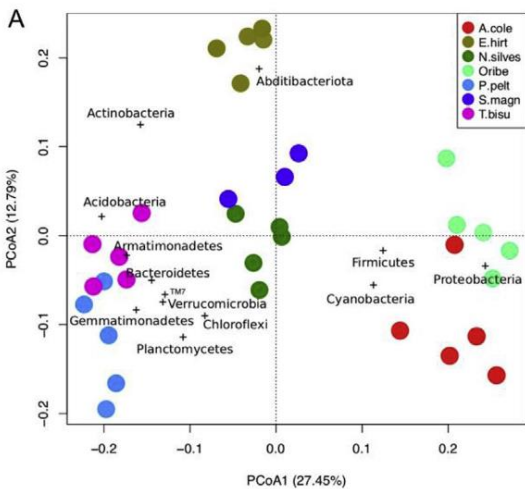 A
A.cole
E.hirt
N.silves
Oribe
P.pelt
S.magn
T.bisu
Abditibacteriota
Actinobacteria
Acidobacteria
Armatimonadetes
Bacteroidetes
TM7
Verrucomicrobia
Gemmatimonadetes
Chloroflexi
Planctomycetes
Firmicutes
Proteobacteria
Cyanobacteria
PCoA2 (12.79%)
0.2
0.1
0.0
−0.1
−0.2
−0.2
−0.1
0.0
0.1
0.2
PCoA1 (27.45%)